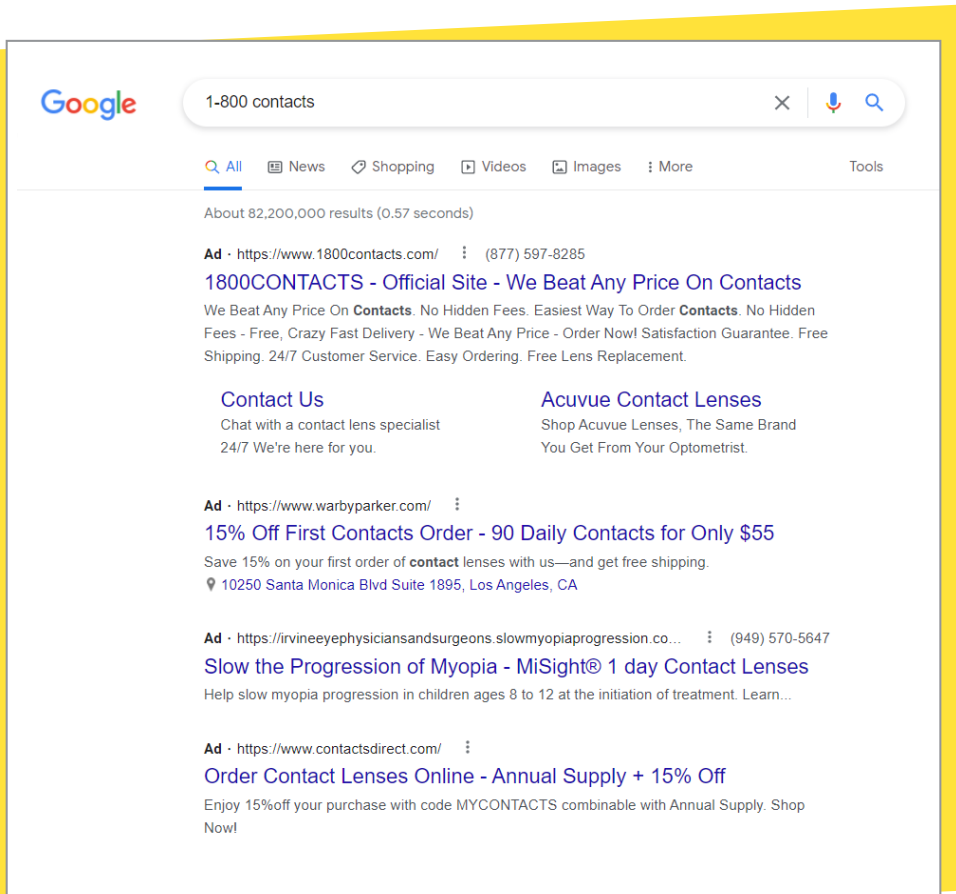 Google
1-800 contacts
All News Shopping Videos Images More Tools
About 82,200,000 results (0.57 seconds)
Ad · https://www.1800contacts.com/ (877) 597-8285
1800CONTACTS - Official Site - We Beat Any Price On Contacts
We Beat Any Price On Contacts. No Hidden Fees. Easiest Way To Order Contacts. No Hidden
Fees - Free, Crazy Fast Delivery - We Beat Any Price - Order Now! Satisfaction Guarantee. Free
Shipping. 24/7 Customer Service. Easy Ordering. Free Lens Replacement.
Contact Us
Chat with a contact lens specialist
24/7 We're here for you.
Acuvue Contact Lenses
Shop Acuvue Lenses, The Same Brand
You Get From Your Optometrist.
Ad · https://www.warbyparker.com/
15% Off First Contacts Order - 90 Daily Contacts for Only $55
Save 15% on your first order of contact lenses with us—and get free shipping.
10250 Santa Monica Blvd Suite 1895, Los Angeles, CA
Ad · https://irvineeyephysiciansandsurgeons.slowmyopiaprogression.co... (949) 570-5647
Slow the Progression of Myopia - MiSight® 1 day Contact Lenses
Help slow myopia progression in children ages 8 to 12 at the initiation of treatment. Learn...
Ad · https://www.contactsdirect.com/
Order Contact Lenses Online - Annual Supply + 15% Off
Enjoy 15%off your purchase with code MYCONTACTS combinable with Annual Supply. Shop
Now!